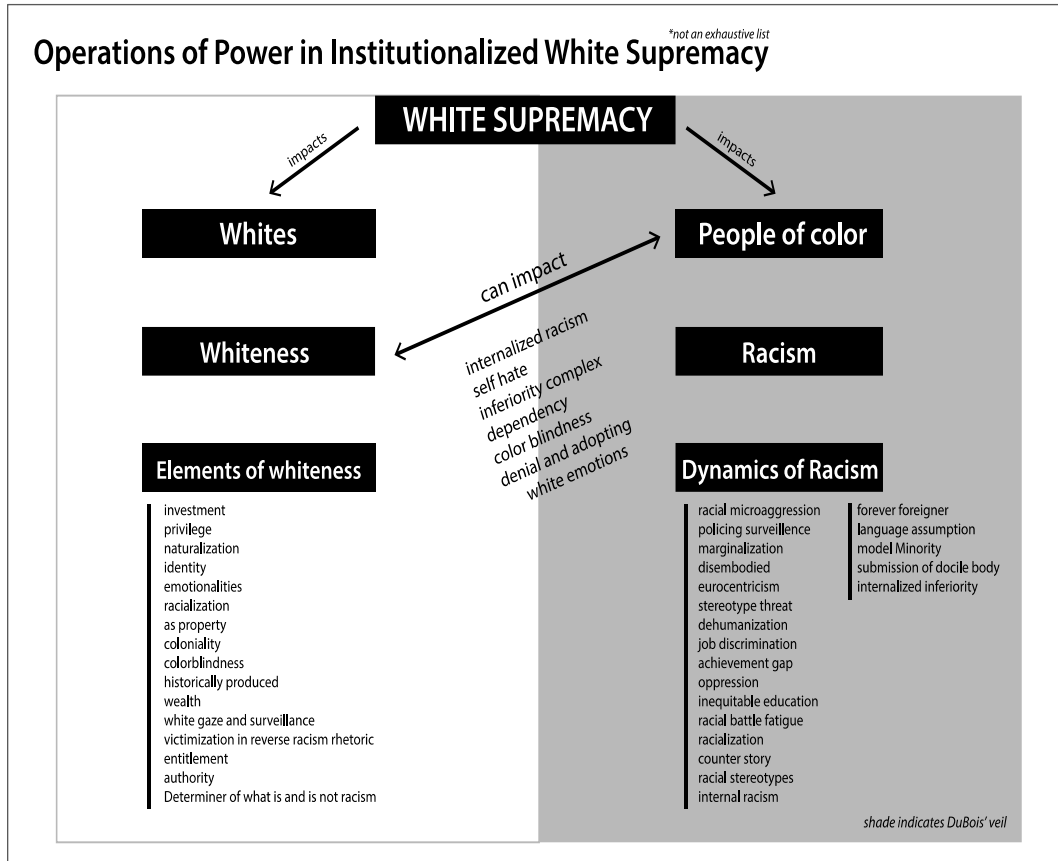 *not an exhaustive list
Operations of Power in Institutionalized White Supremacy
WHITE SUPREMACY
impacts
impacts
Whites
People of color
can impact
Whiteness
Racism
internalized racism
self hate
inferiority complex
dependency
color blindness
denial and adopting
white emotions
Elements of whiteness
investment
privilege
naturalization
identity
emotionalities
racialization
as property
coloniality
colorblindness
historically produced
wealth
white gaze and surveillance
victimization in reverse racism rhetoric
entitlement
authority
Determiner of what is and is not racism
Dynamics of Racism
racial microaggression
policing surveillence
marginalization
disembodied
eurocentricism
stereotype threat
dehumanization
job discrimination
achievement gap
oppression
inequitable education
racial battle fatigue
racialization
counter story
racial stereotypes
internal racism
forever foreigner
language assumption
model Minority
submission of docile body
internalized inferiority
shade indicates DuBois' veil